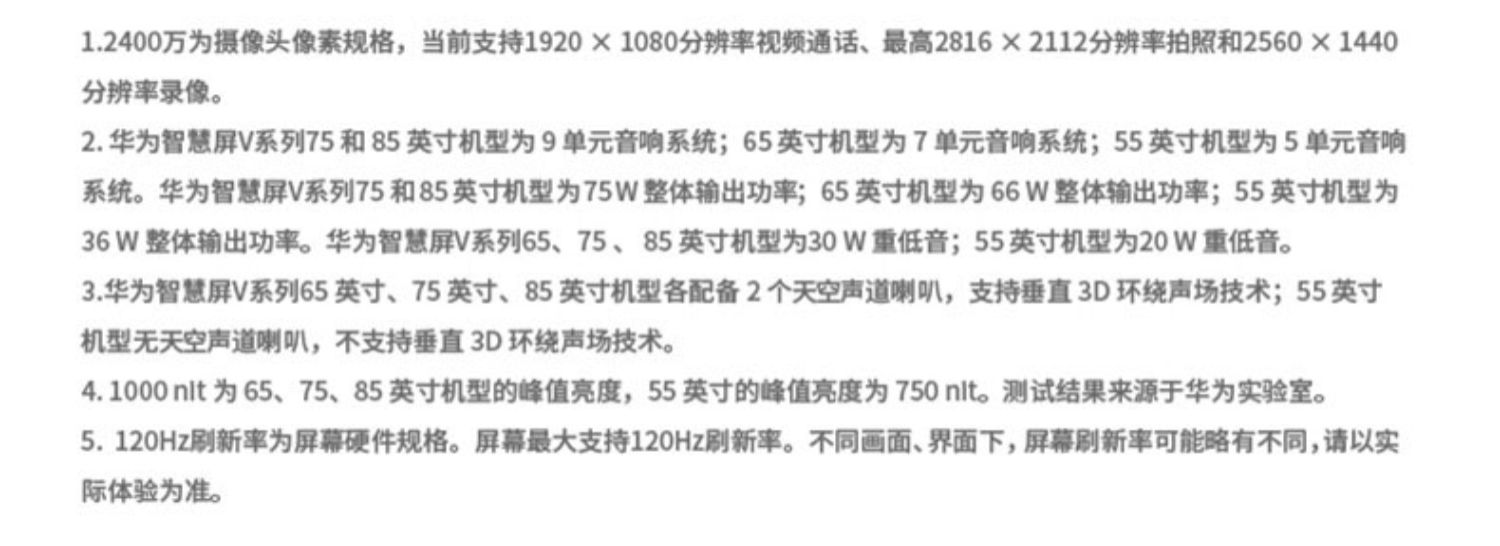 1.2400万为摄像头像素规格，当前支持1920 × 1080分辨率视频通话、最高2816 × 2112分辨率拍照和2560 × 1440
分辨率录像。
2. 华为智慧屏V系列75 和 85 英寸机型为 9 单元音响系统；65 英寸机型为 7 单元音响系统；55 英寸机型为 5 单元音响
系统。华为智慧屏V系列75 和85 英寸机型为75W 整体输出功率；65 英寸机型为 66 W 整体输出功率；55 英寸机型为
36 W 整体输出功率。华为智慧屏V系列65、75 、 85 英寸机型为30 W 重低音；55 英寸机型为20 W 重低音。
3.华为智慧屏V系列65 英寸、75 英寸、85 英寸机型各配备 2 个天空声道喇叭，支持垂直 3D 环绕声场技术；55 英寸
机型无天空声道喇叭，不支持垂直 3D 环绕声场技术。
4. 1000 nit 为 65、75、85 英寸机型的峰值亮度，55 英寸的峰值亮度为 750 nit。测试结果来源于华为实验室。
5. 120Hz刷新率为屏幕硬件规格。屏幕最大支持120Hz刷新率。不同画面、界面下，屏幕刷新率可能略有不同，请以实
际体验为准。